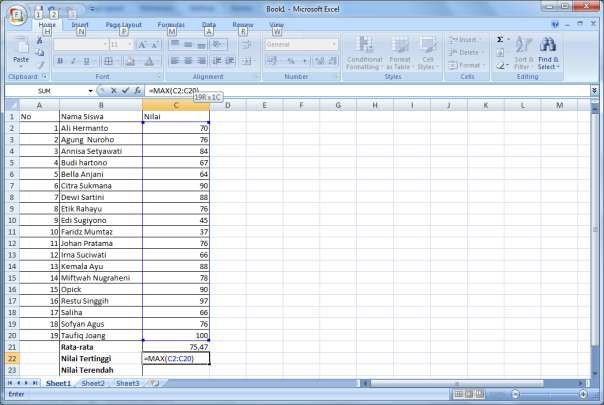 Book1 - Microsoft Excel
1 2 3
F
Home Insert Page Layout Formulas Data Review View
H N P M A R W
Paste
B I U
11
General
Conditional Formatting Format as Table Cell Styles
Insert
Delete
Format
Sort & Filter Find & Select
Clipboard Font Alignment Number Styles Cells Editing
SUM =MAX(C2:C20)
19R x 1C
A B C D E F G H I J K L M
1 No Nama Siswa Nilai
2 1 Ali Hermanto 70
3 2 Agung Nuroho 76
4 3 Annisa Setyawati 84
5 4 Budi hartono 67
6 5 Bella Anjani 64
7 6 Citra Sukmana 90
8 7 Dewi Sartini 88
9 8 Etik Rahayu 76
10 9 Edi Sugiyono 45
11 10 Faridz Mumtaz 37
12 11 Johan Pratama 76
13 12 Irna Suciwati 66
14 13 Kemala Ayu 88
15 14 Miftwah Nugraheni 78
16 15 Opick 90
17 16 Restu Singgih 97
18 17 Saliha 66
19 18 Sofyan Agus 76
20 19 Taufiq Joang 100
21 Rata-rata 75,47
22 Nilai Tertinggi =MAX(C2:C20)
23 Nilai Terendah
Sheet1 Sheet2 Sheet3
Enter